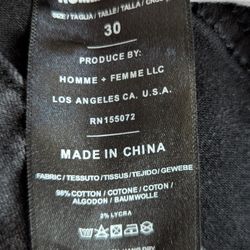 SIZE/TAGLIA/TAILLE/TALLA/
30
PRODUCE BY:
HOMME + FEMME LLC
LOS ANGELES CA. U.S.A.
RN155072
MADE IN CHINA
FABRIC/TESSUTO/TISSUS/TEJIDO/GEWEBE
98% COTTON/COTONE/COTON/
ALGODON/BAUMWOLLE
2% LYCRA